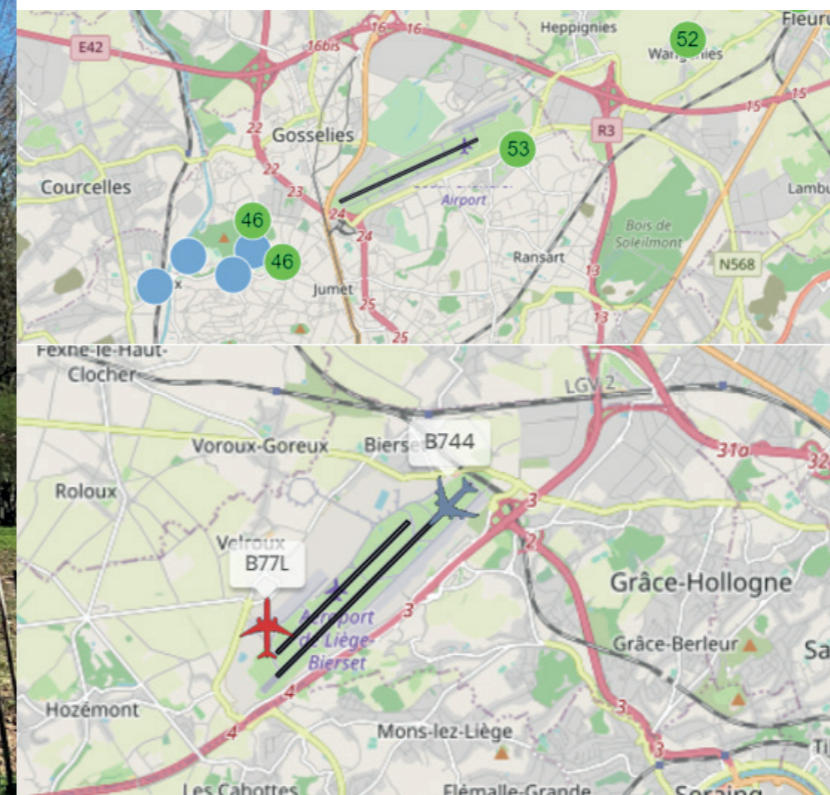 Heppignies
Fleuru
52
Wangenies
16
16
16bis
E42
15
15
22
Gosselies
R3
53
22
Courcelles
23
Airport
Lambu
24
46
24
Bois de
Soleilmont
46
Ransart
N568
13
x
Jumet
25
13
25
Fexhe-le-Haut-
Clocher
LGV 2
Voroux-Goreux
Bierset
B744
31a
32
Roloux
3
Velroux
2
B77L
Grâce-Hollogne
3
Aéroport
de Liège-
Bierset
Grâce-Berleur
Sa
4
Hozémont
3
4
Mons-lez-Liège
3
Ti
Les Cabottes
Flémalle-Grande
Seraing